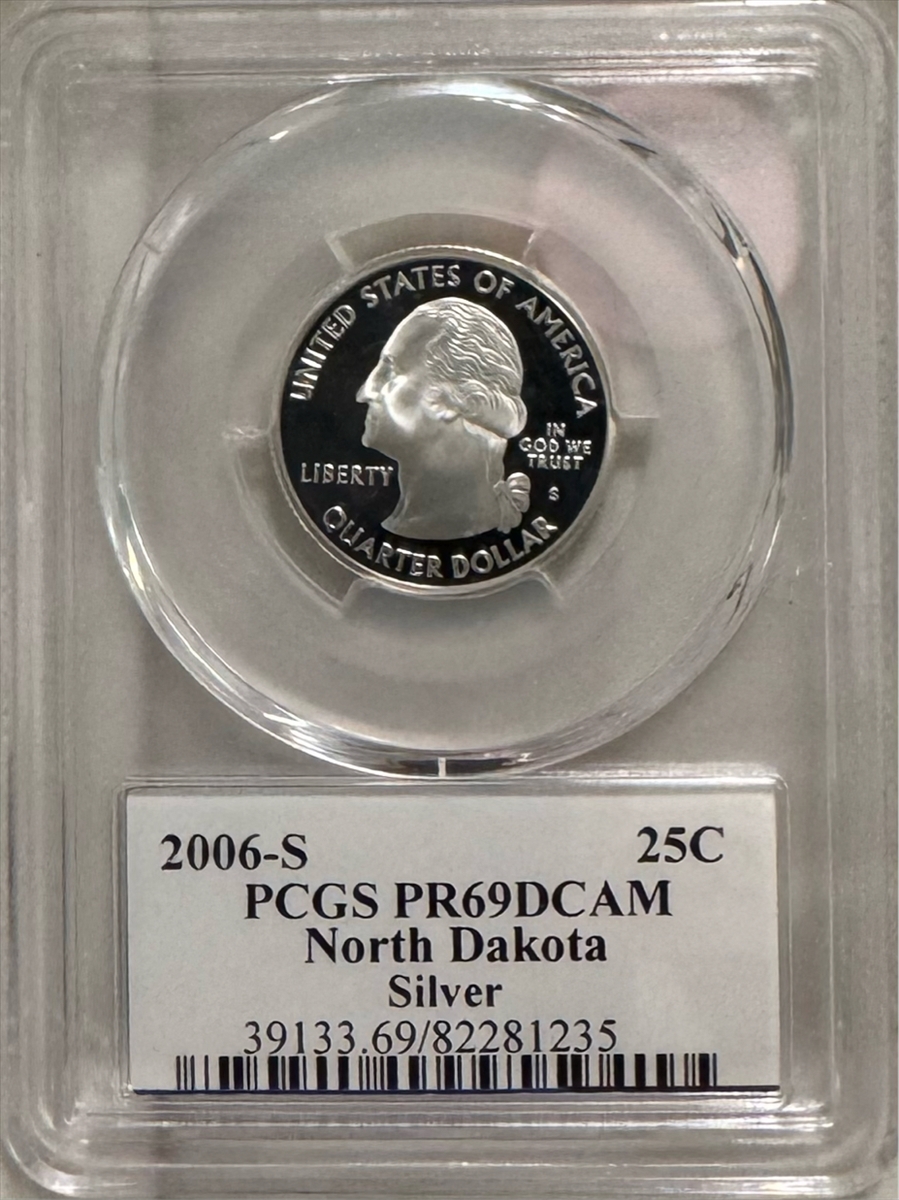 UNITED STATES OF AMERICA
IN
GOD WE
TRUST
LIBERTY
S
QUARTER DOLLAR
2006-S 25C
PCGS PR69DCAM
North Dakota
Silver
39133.69/82281235